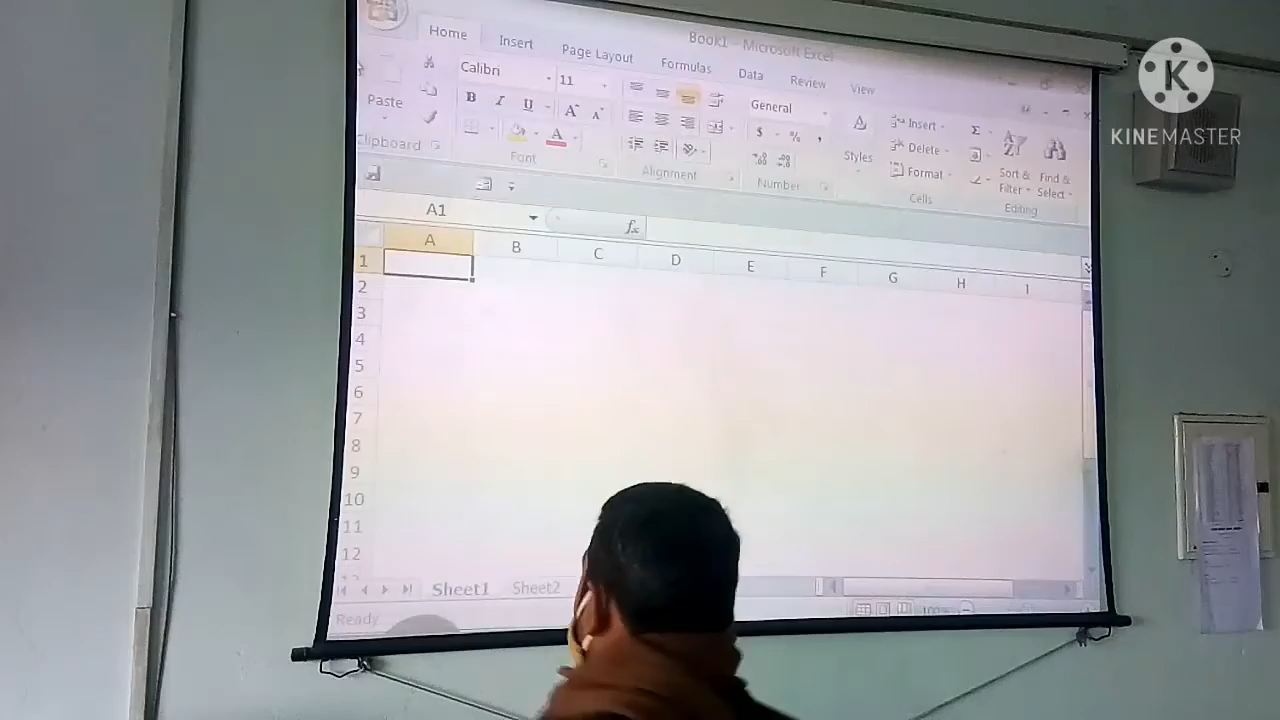 Book1 - Microsoft Excel
Home Insert Page Layout Formulas Data Review View
Calibri 11 General
Paste B I U A A $ % , Styles Insert Delete Format Σ Sort & Filter Find & Select
Clipboard Font Alignment Number Cells Editing
A1 fx
A B C D E F G H I
1
2
3
4
5
6
7
8
9
10
11
12
Sheet1 Sheet2
Ready 100%
K
KINEMASTER